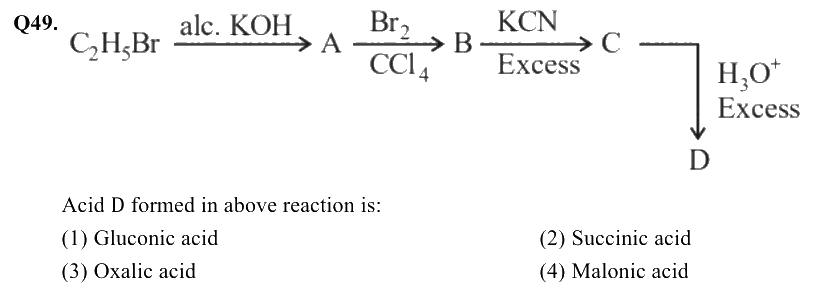 Q49.
C₂H₅Br alc. KOH → A Br₂ CCl₄ → B KCN Excess → C
H₃O⁺
Excess
D
Acid D formed in above reaction is:
(1) Gluconic acid (2) Succinic acid
(3) Oxalic acid (4) Malonic acid